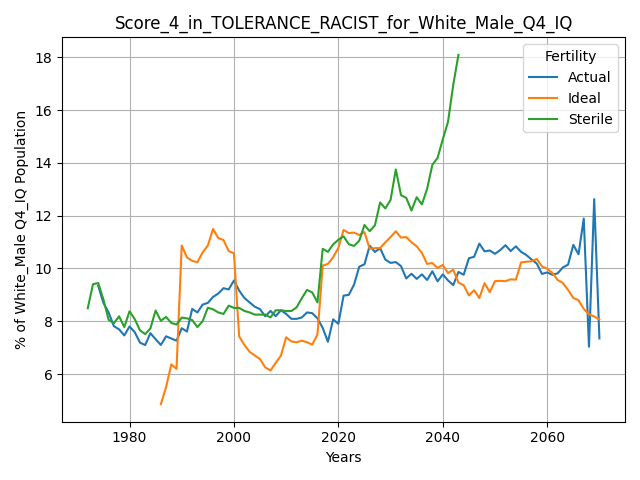 Score_4_in_TOLERANCE_RACIST_for_White_Male_Q4_IQ
Fertility
Actual
Ideal
Sterile
% of White_Male Q4_IQ Population
18
16
14
12
10
8
6
1980 2000 2020 2040 2060
Years